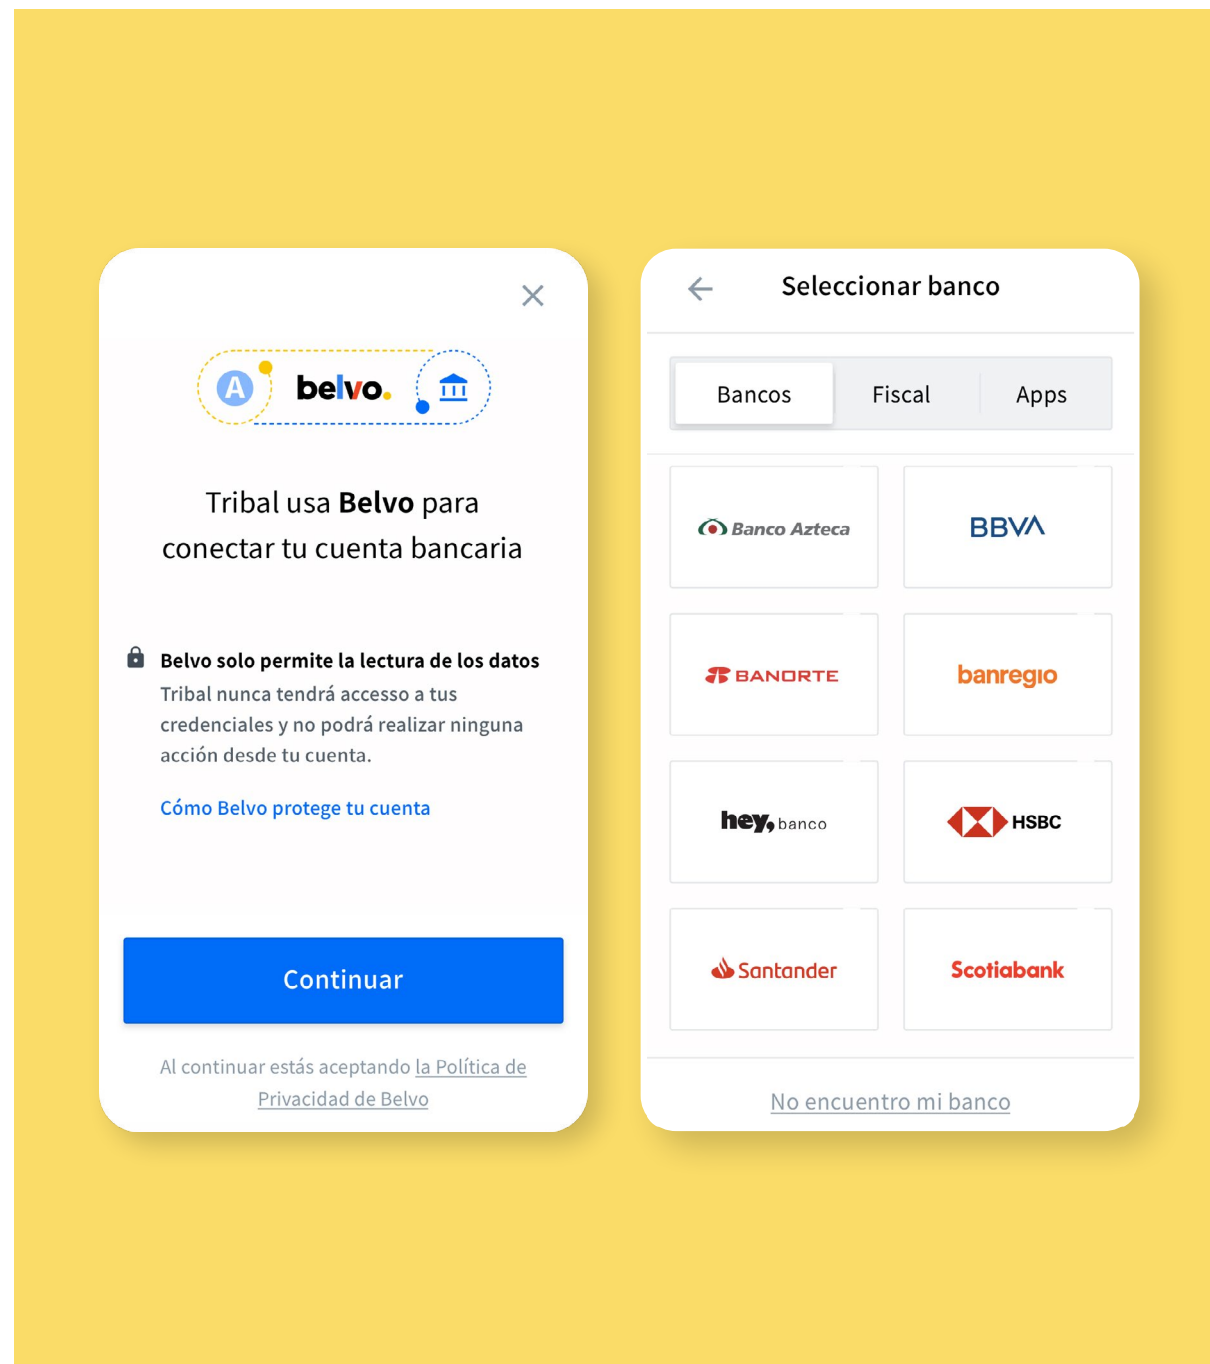 A
belvo.
Tribal usa Belvo para
conectar tu cuenta bancaria
Belvo solo permite la lectura de los datos
Tribal nunca tendrá accesso a tus
credenciales y no podrá realizar ninguna
acción desde tu cuenta.
Cómo Belvo protege tu cuenta
Continuar
Al continuar estás aceptando la Política de
Privacidad de Belvo
Seleccionar banco
Bancos Fiscal Apps
Banco Azteca BBVA
BANORTE banregio
hey, banco HSBC
Santander Scotiabank
No encuentro mi banco